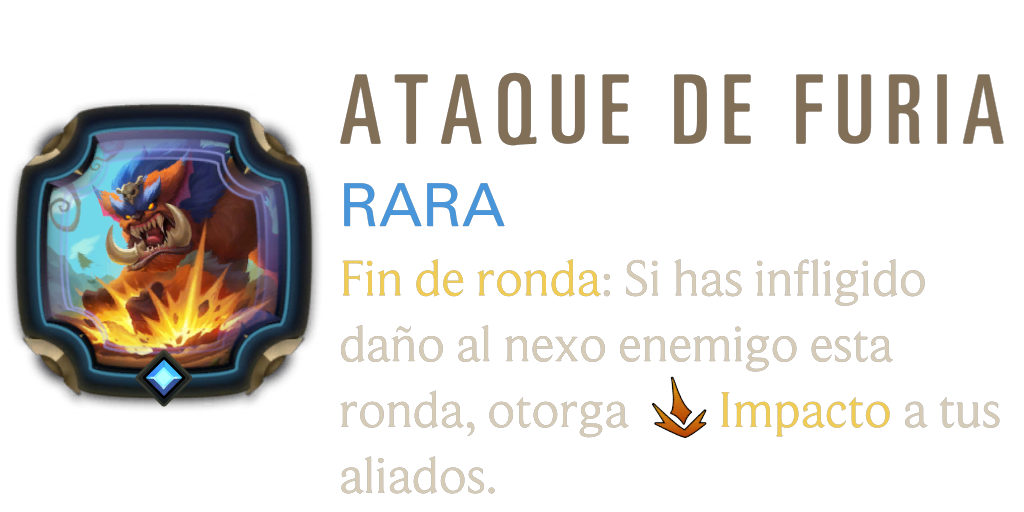 ATAQUE DE FURIA
RARA
Fin de ronda: Si has infligido
daño al nexo enemigo esta
ronda, otorga Impacto a tus
aliados.